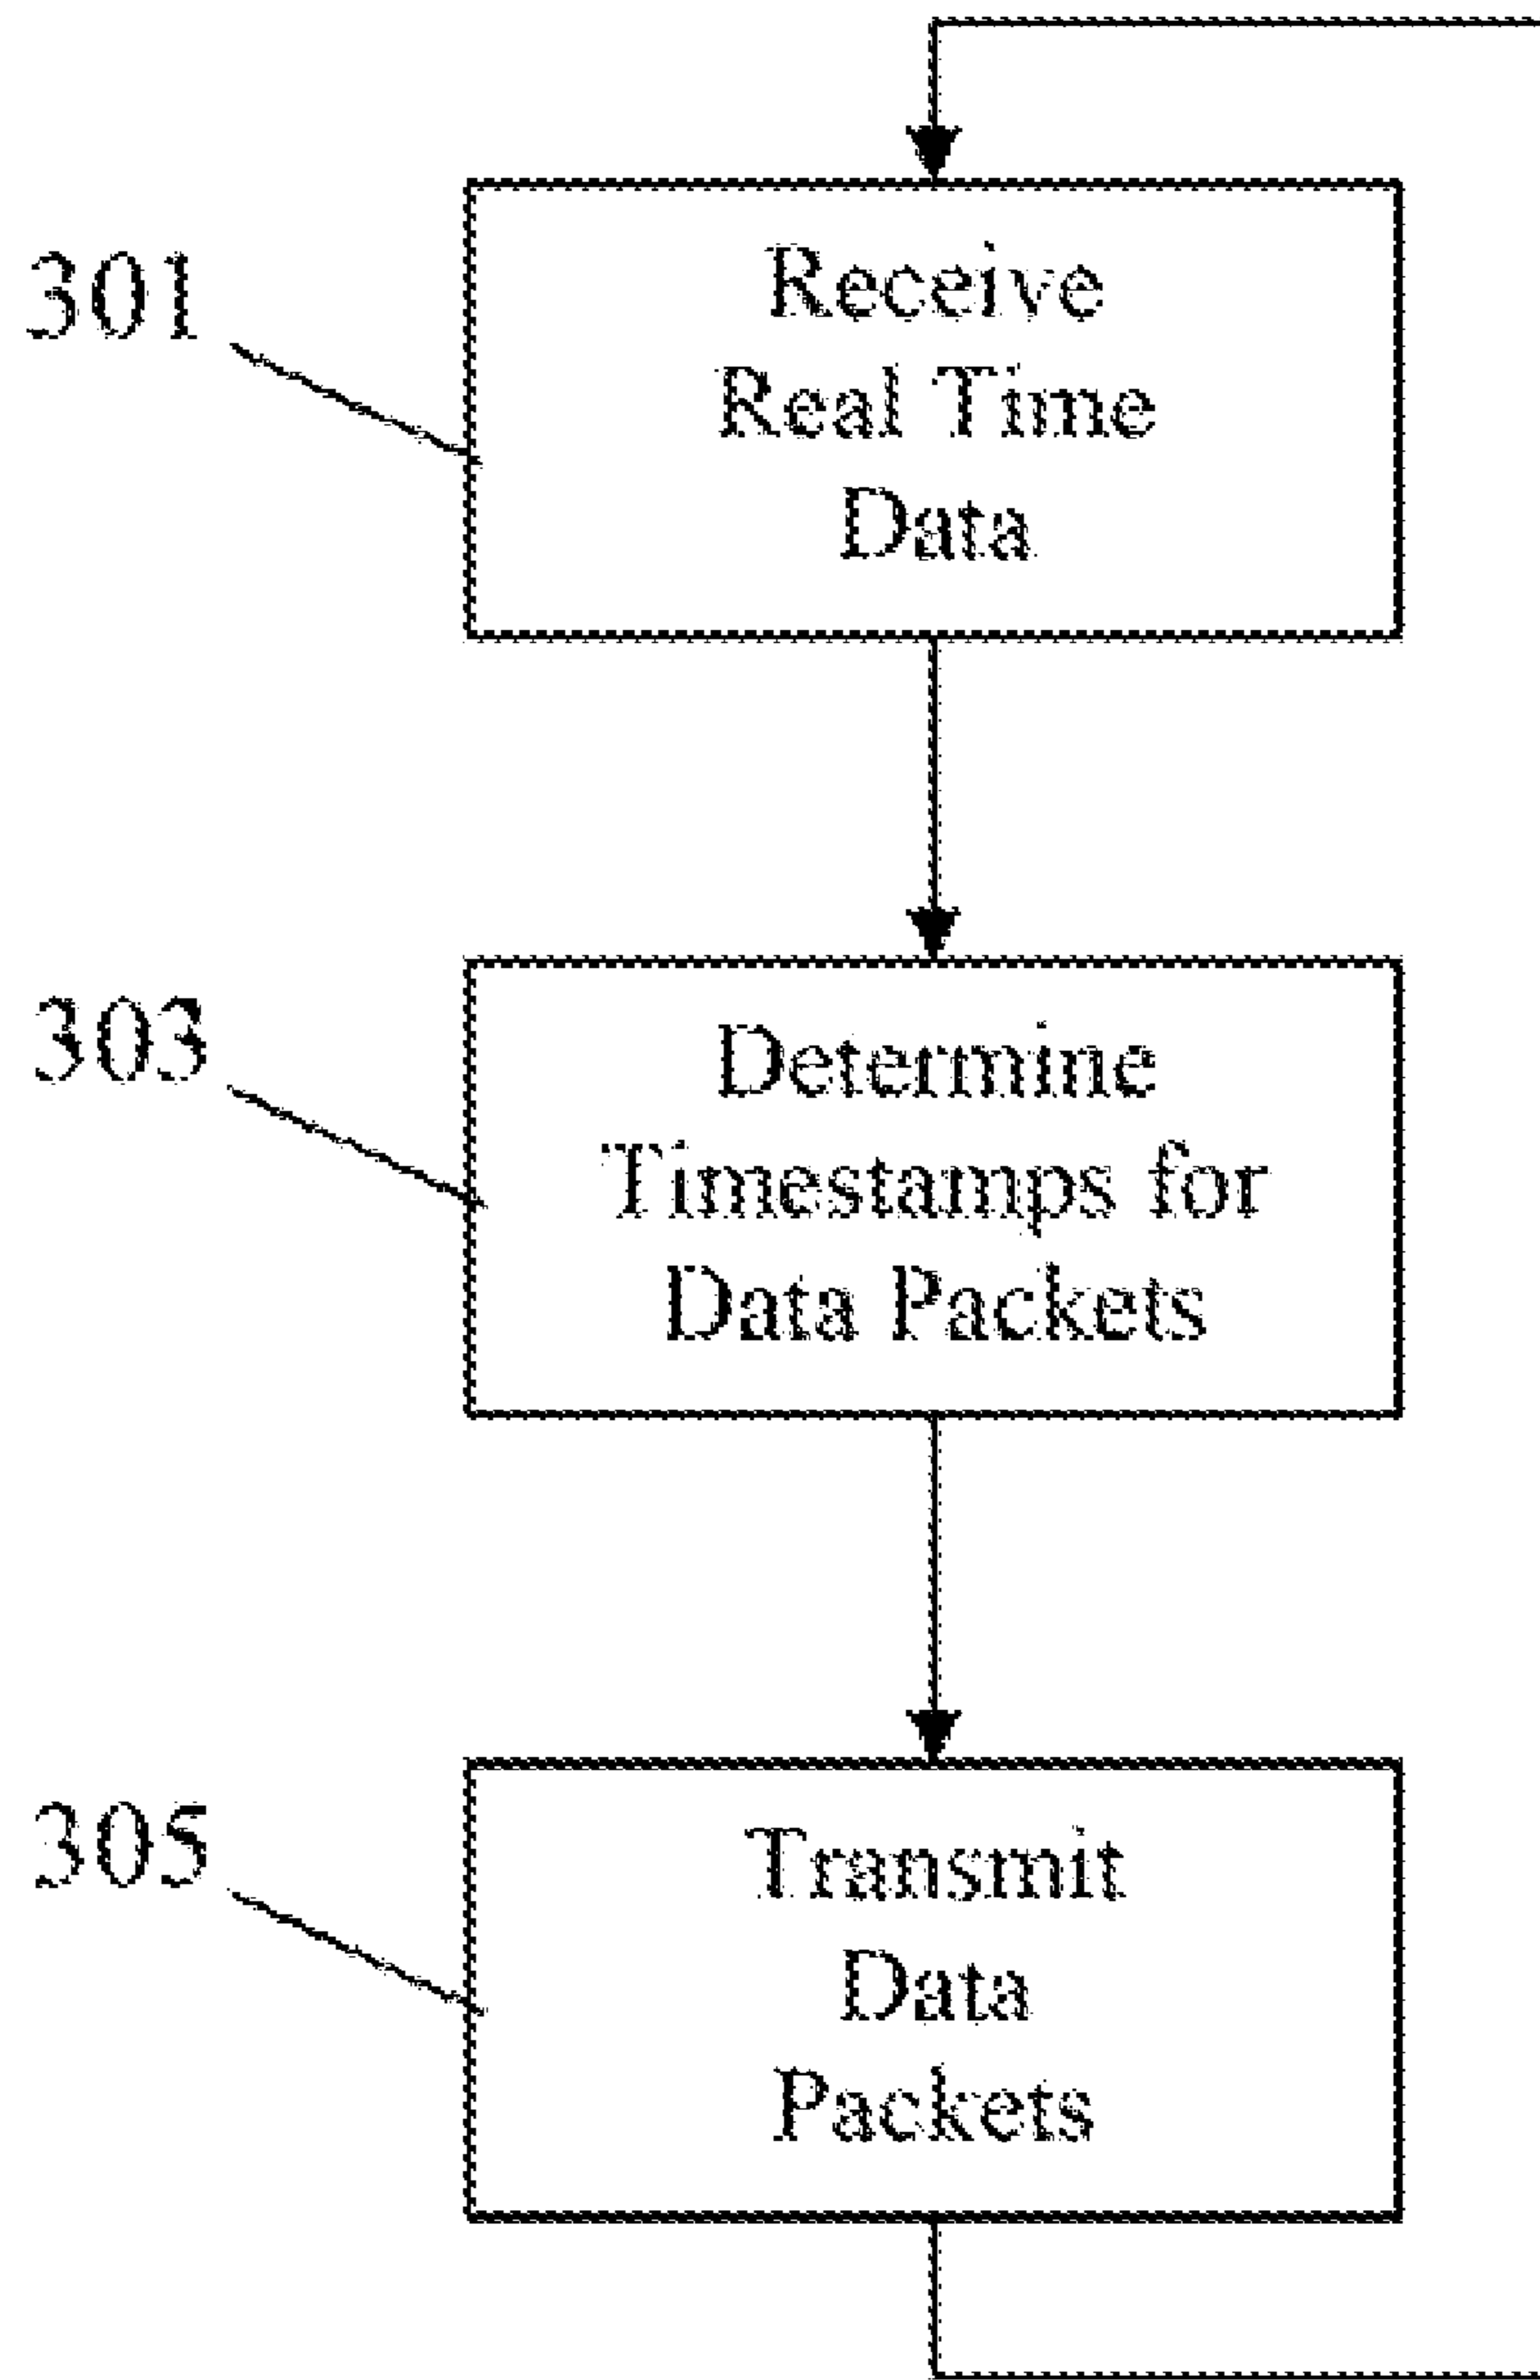 301
Receive
Real Time
Data
303
Determine
Timestamps for
Data Packets
305
Transmit
Data
Packets